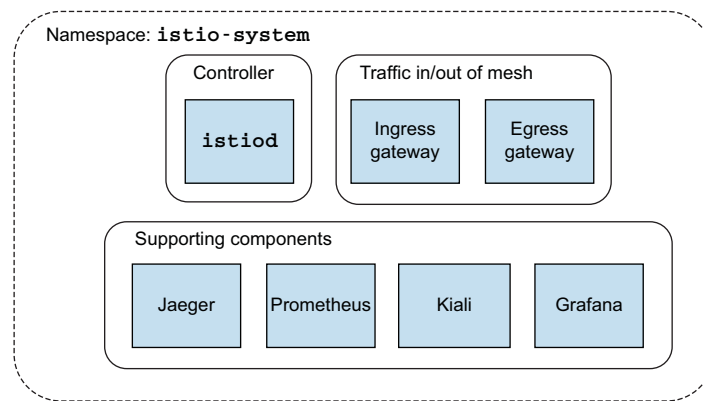 Namespace: istio-system
Controller
istiod
Traffic in/out of mesh
Ingress
gateway
Egress
gateway
Supporting components
Jaeger
Prometheus
Kiali
Grafana